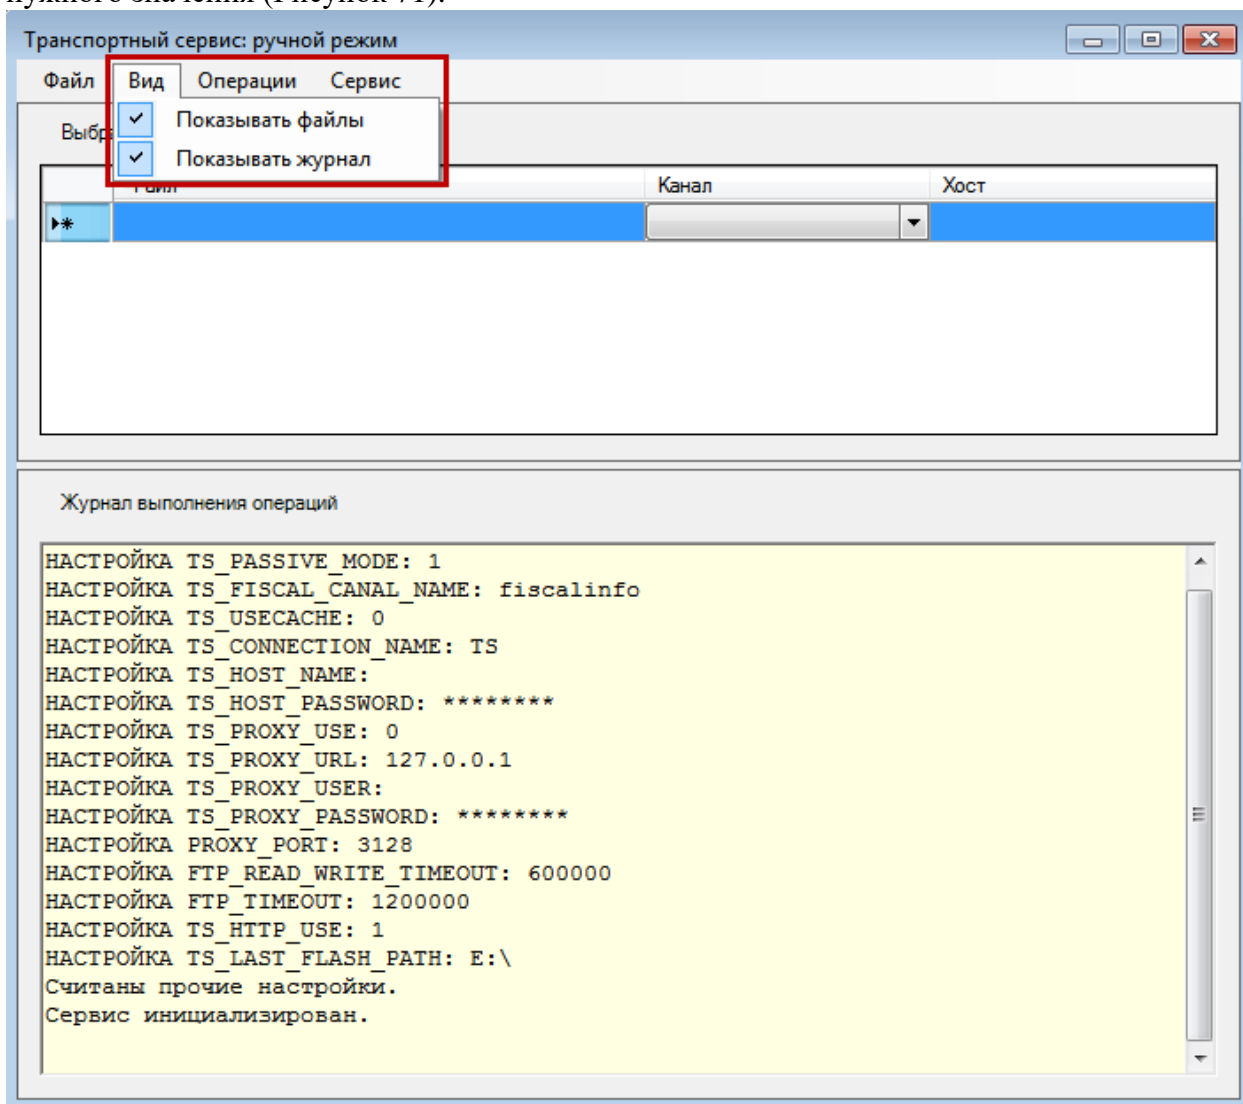 Транспортный сервис: ручной режим
Файл Вид Операции Сервис
Показывать файлы
Показывать журнал
Канал Хост
Журнал выполнения операций
НАСТРОЙКА TS_PASSIVE_MODE: 1
НАСТРОЙКА TS_FISCAL_CANAL_NAME: fiscalinfo
НАСТРОЙКА TS_USECACHE: 0
НАСТРОЙКА TS_CONNECTION_NAME: TS
НАСТРОЙКА TS_HOST_NAME:
НАСТРОЙКА TS_HOST_PASSWORD: ********
НАСТРОЙКА TS_PROXY_USE: 0
НАСТРОЙКА TS_PROXY_URL: 127.0.0.1
НАСТРОЙКА TS_PROXY_USER:
НАСТРОЙКА TS_PROXY_PASSWORD: ********
НАСТРОЙКА PROXY_PORT: 3128
НАСТРОЙКА FTP_READ_WRITE_TIMEOUT: 600000
НАСТРОЙКА FTP_TIMEOUT: 1200000
НАСТРОЙКА TS_HTTP_USE: 1
НАСТРОЙКА TS_LAST_FLASH_PATH: E:\
Считаны прочие настройки.
Сервис инициализирован.